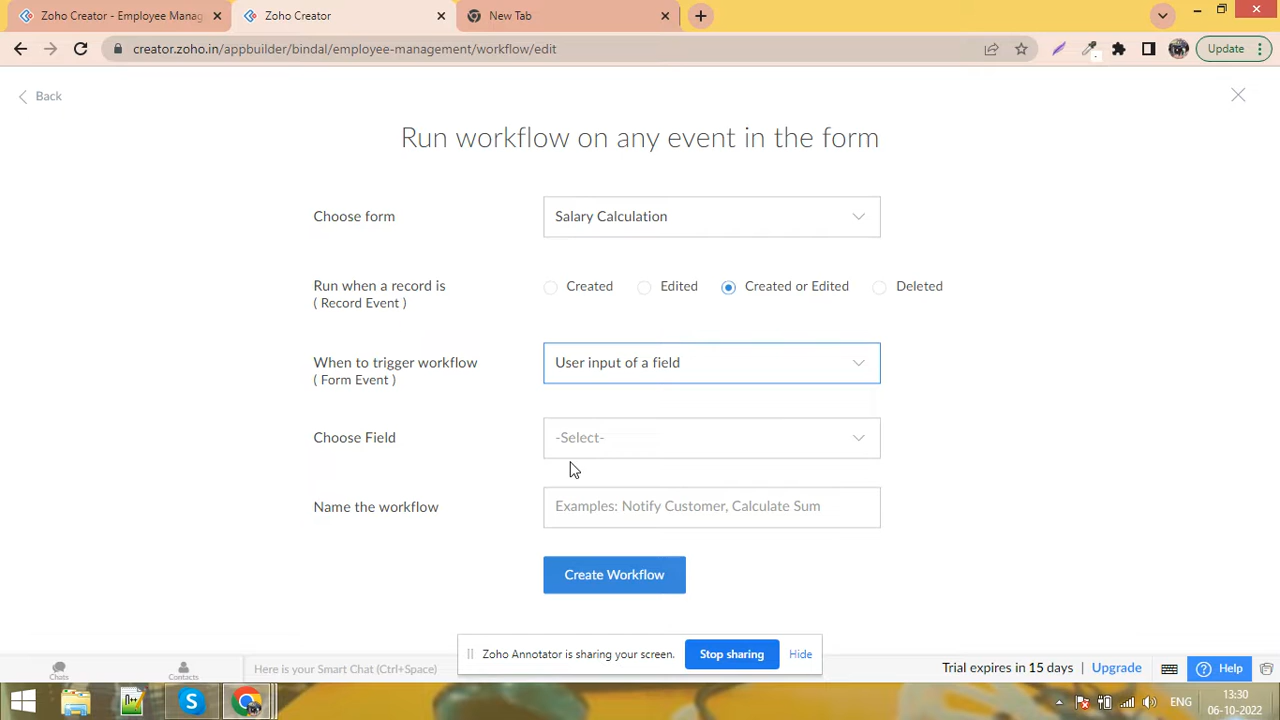 Zoho Creator - Employee Manag
Zoho Creator
New Tab
creator.zoho.in/appbuilder/bindal/employee-management/workflow/edit
Update
Back
Run workflow on any event in the form
Choose form
Salary Calculation
Run when a record is
( Record Event )
Created
Edited
Created or Edited
Deleted
When to trigger workflow
( Form Event )
User input of a field
Choose Field
-Select-
Name the workflow
Examples: Notify Customer, Calculate Sum
Create Workflow
Zoho Annotator is sharing your screen.
Stop sharing
Hide
Chats
Contacts
Here is your Smart Chat (Ctrl+Space)
Trial expires in 15 days
Upgrade
Help
ENG
13:30
06-10-2022